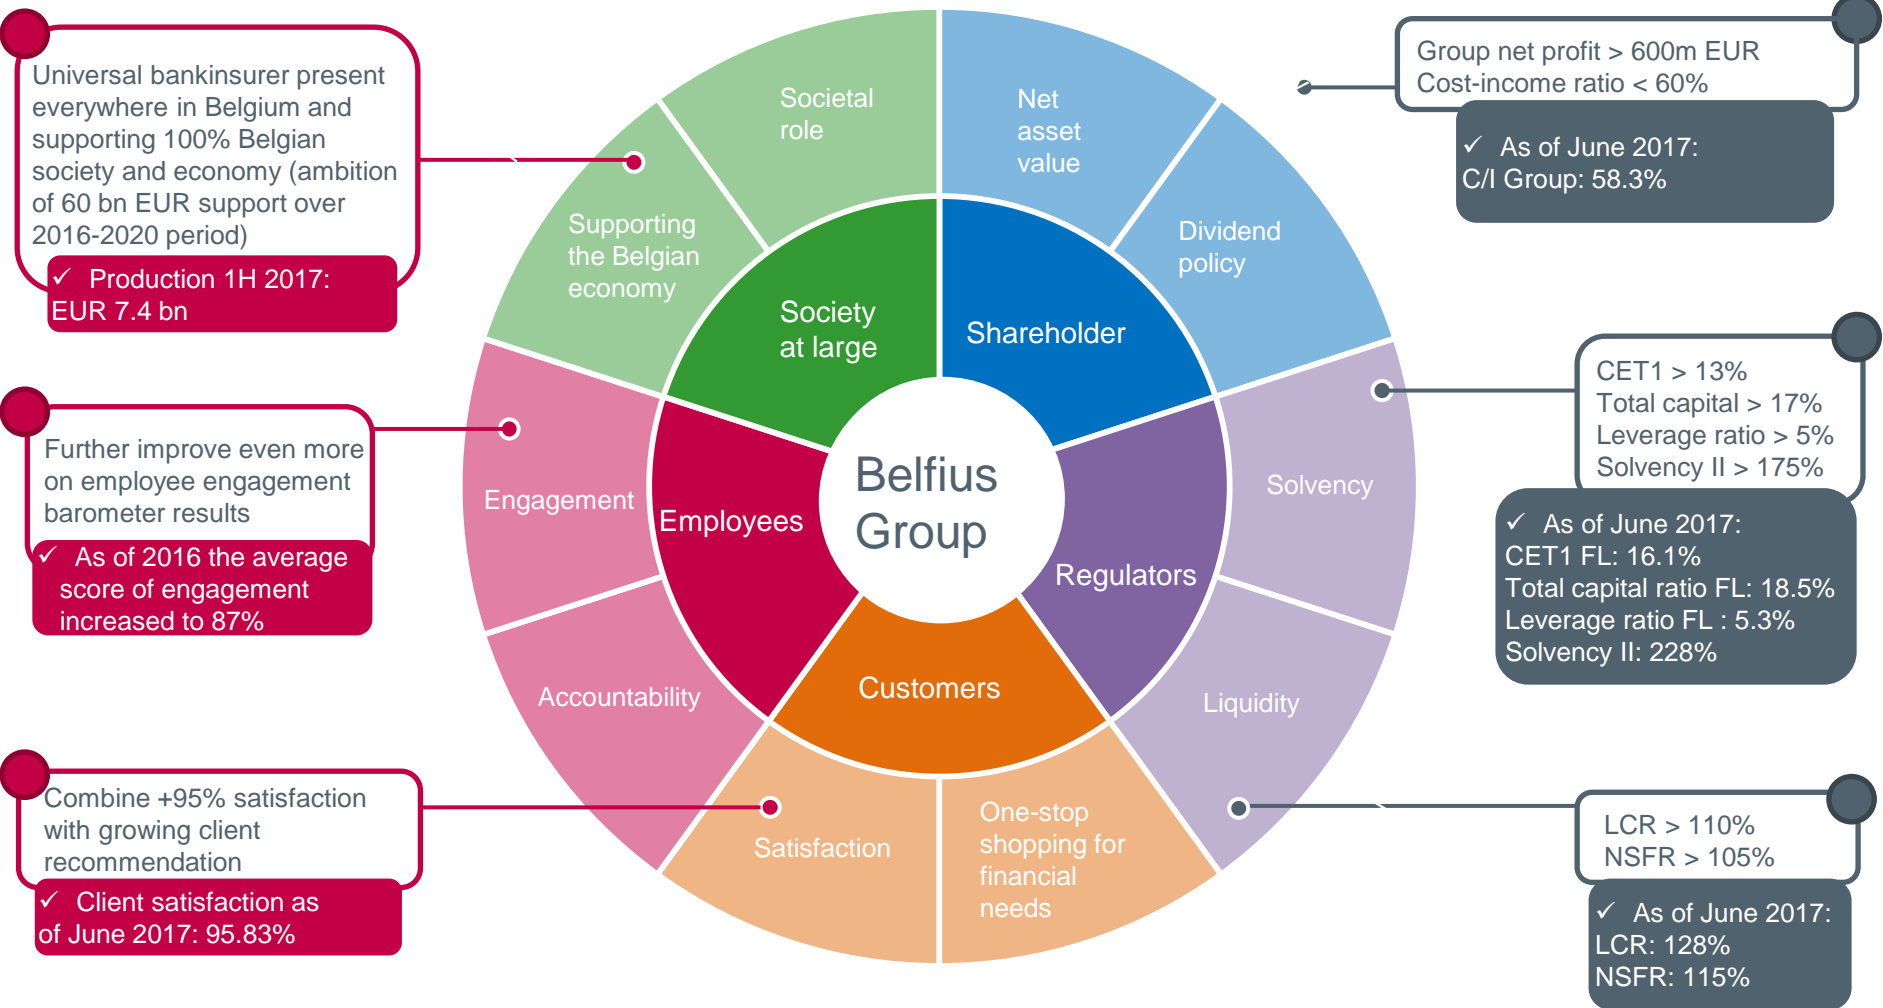 Universal bankinsurer present
everywhere in Belgium and
supporting 100% Belgian
society and economy (ambition
of 60 bn EUR support over
2016-2020 period)
✓ Production 1H 2017:
EUR 7.4 bn
Further improve even more
on employee engagement
barometer results
✓ As of 2016 the average
score of engagement
increased to 87%
Combine +95% satisfaction
with growing client
recommendation
✓ Client satisfaction as
of June 2017: 95.83%
Societal
role
Supporting
the Belgian
economy
Society
at large
Engagement
Employees
Accountability
Satisfaction
Customers
One-stop
shopping for
financial
needs
Belfius
Group
Net
asset
value
Dividend
policy
Shareholder
Solvency
Regulators
Liquidity
Group net profit > 600m EUR
Cost-income ratio < 60%
✓ As of June 2017:
C/I Group: 58.3%
CET1 > 13%
Total capital > 17%
Leverage ratio > 5%
Solvency II > 175%
✓ As of June 2017:
CET1 FL: 16.1%
Total capital ratio FL: 18.5%
Leverage ratio FL : 5.3%
Solvency II: 228%
LCR > 110%
NSFR > 105%
✓ As of June 2017:
LCR: 128%
NSFR: 115%